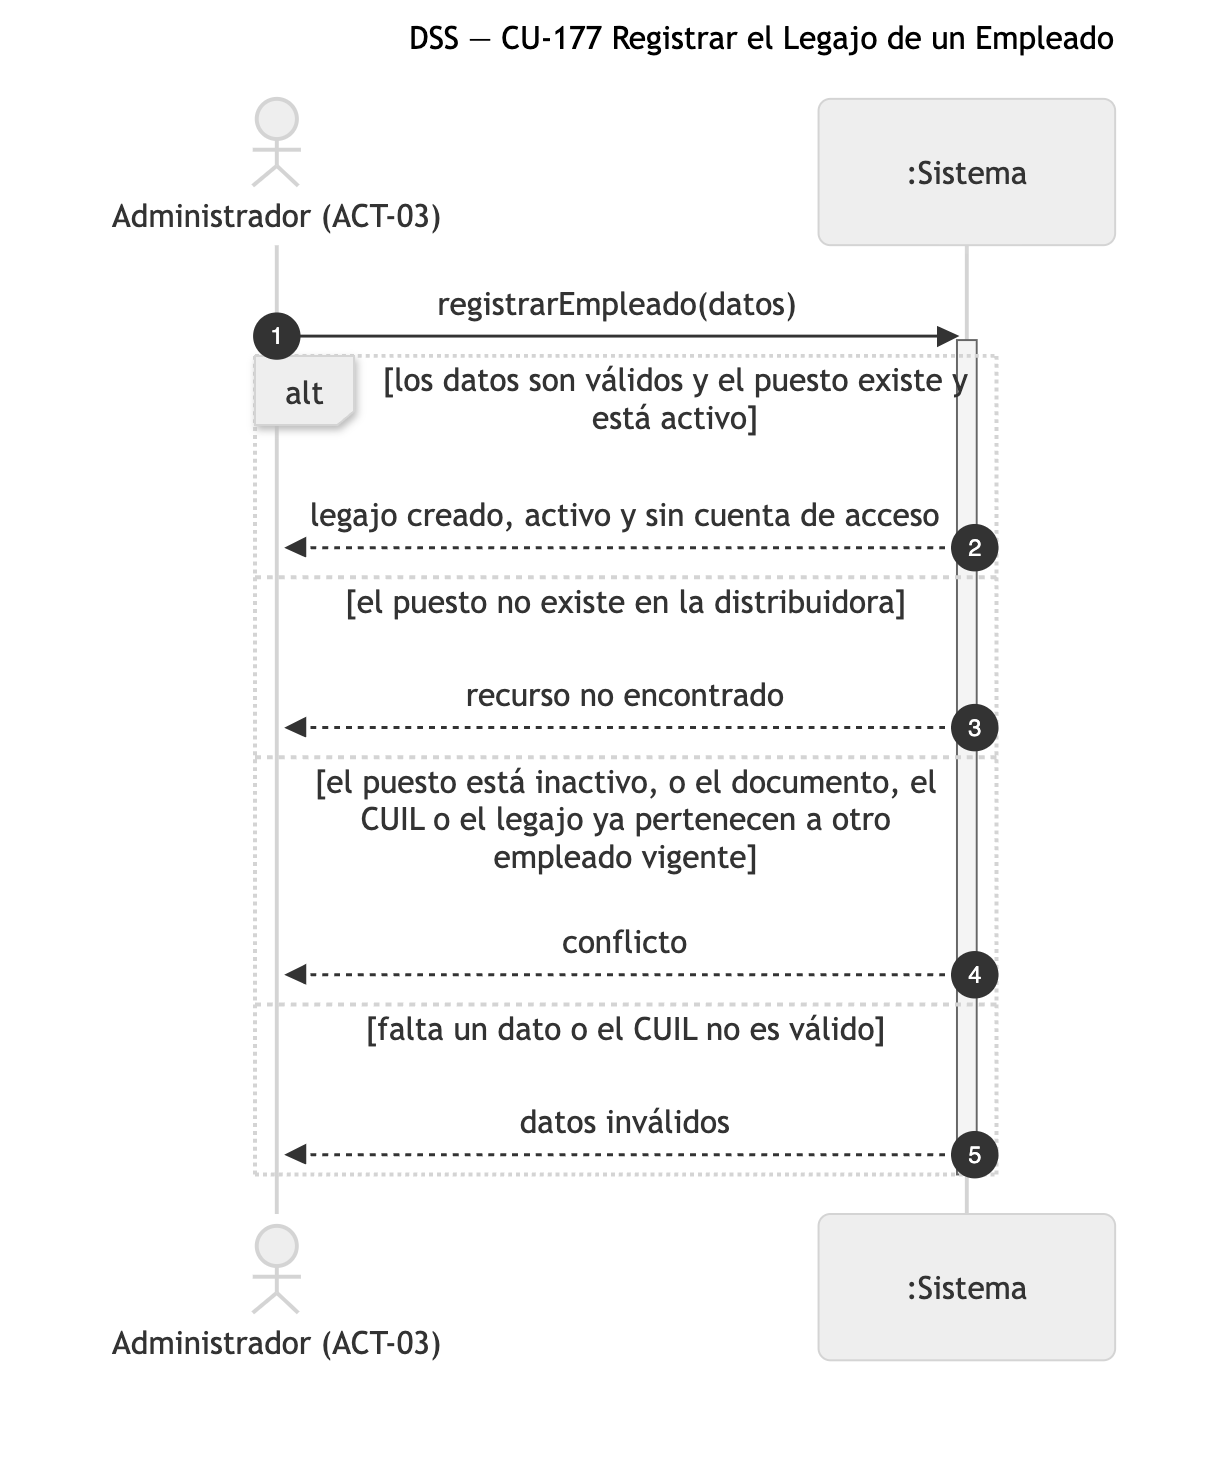 DSS — CU-177 Registrar el Legajo de un Empleado
Administrador (ACT-03)
:Sistema
registrarEmpleado(datos)
1
alt
[los datos son válidos y el puesto existe y
está activo]
legajo creado, activo y sin cuenta de acceso
2
[el puesto no existe en la distribuidora]
recurso no encontrado
3
[el puesto está inactivo, o el documento, el
CUIL o el legajo ya pertenecen a otro
empleado vigente]
conflicto
4
[falta un dato o el CUIL no es válido]
datos inválidos
5
Administrador (ACT-03)
:Sistema